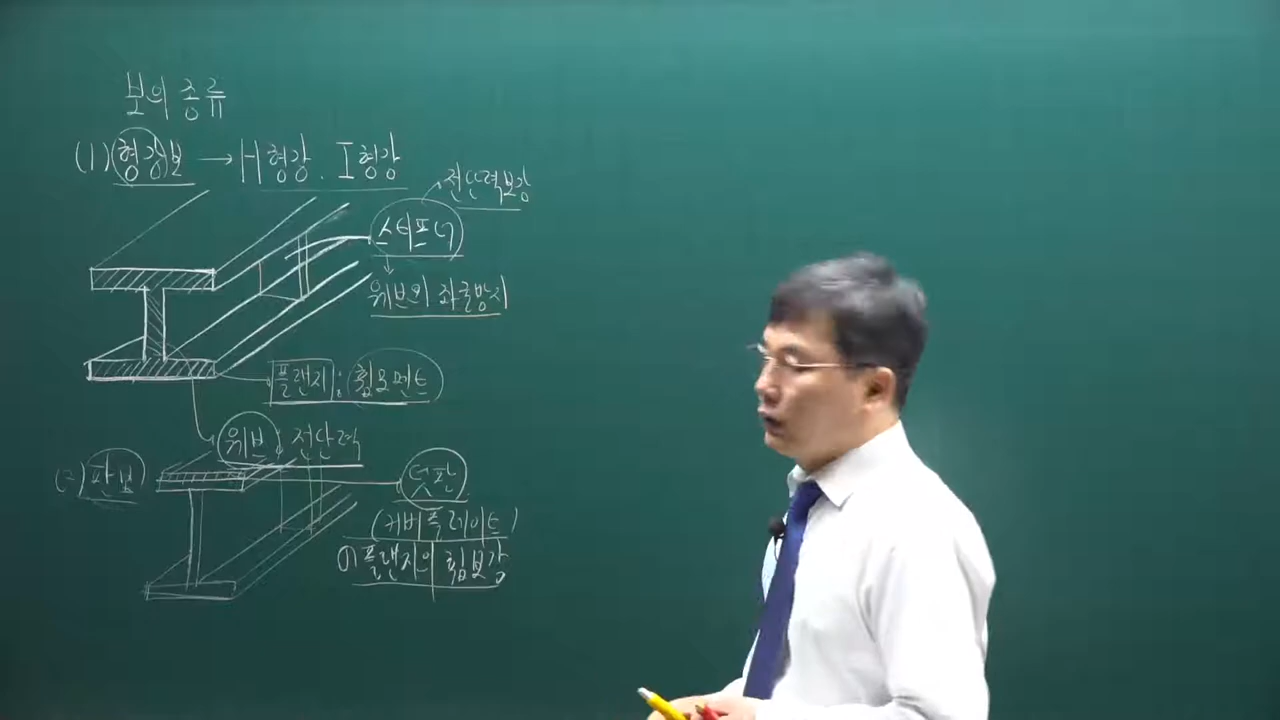 보의 종류
(1) 형강보 → H형강, I형강
전단력보강
스티프너
웨브의 좌굴방지
플랜지 : 휨모멘트
웨브 : 전단력
(2) 판보
덧판
(커버플레이트)
① 플랜지의 휨보강